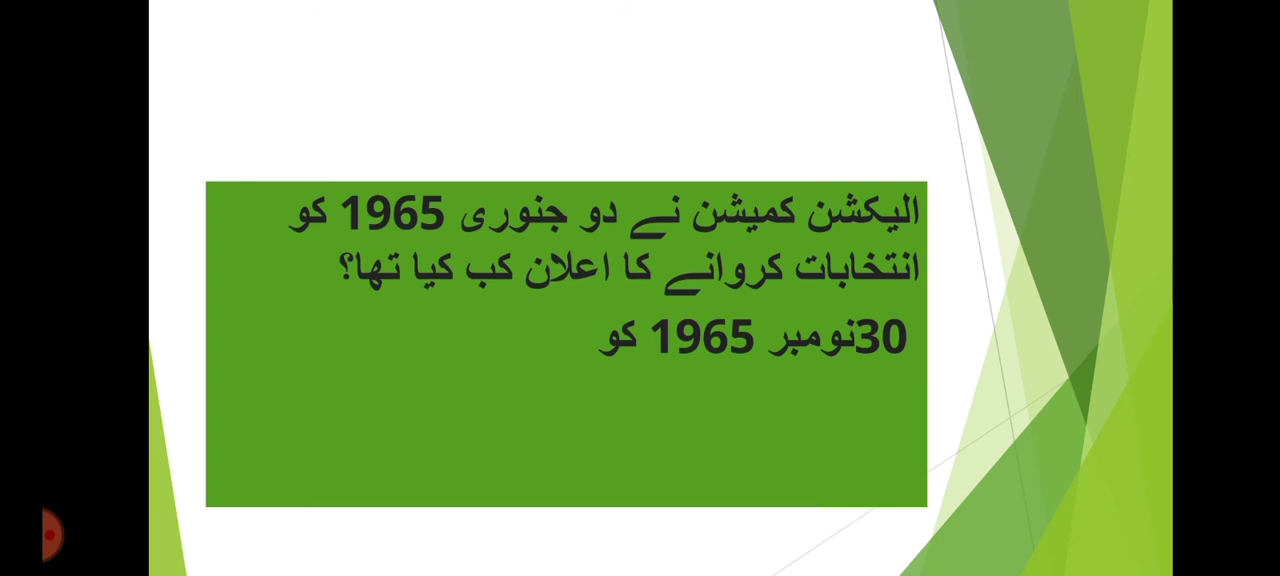 الیکشن کمیشن نے دو جنوری 1965 کو
انتخابات کروانے کا اعلان کب کیا تھا؟
30نومبر 1965 کو